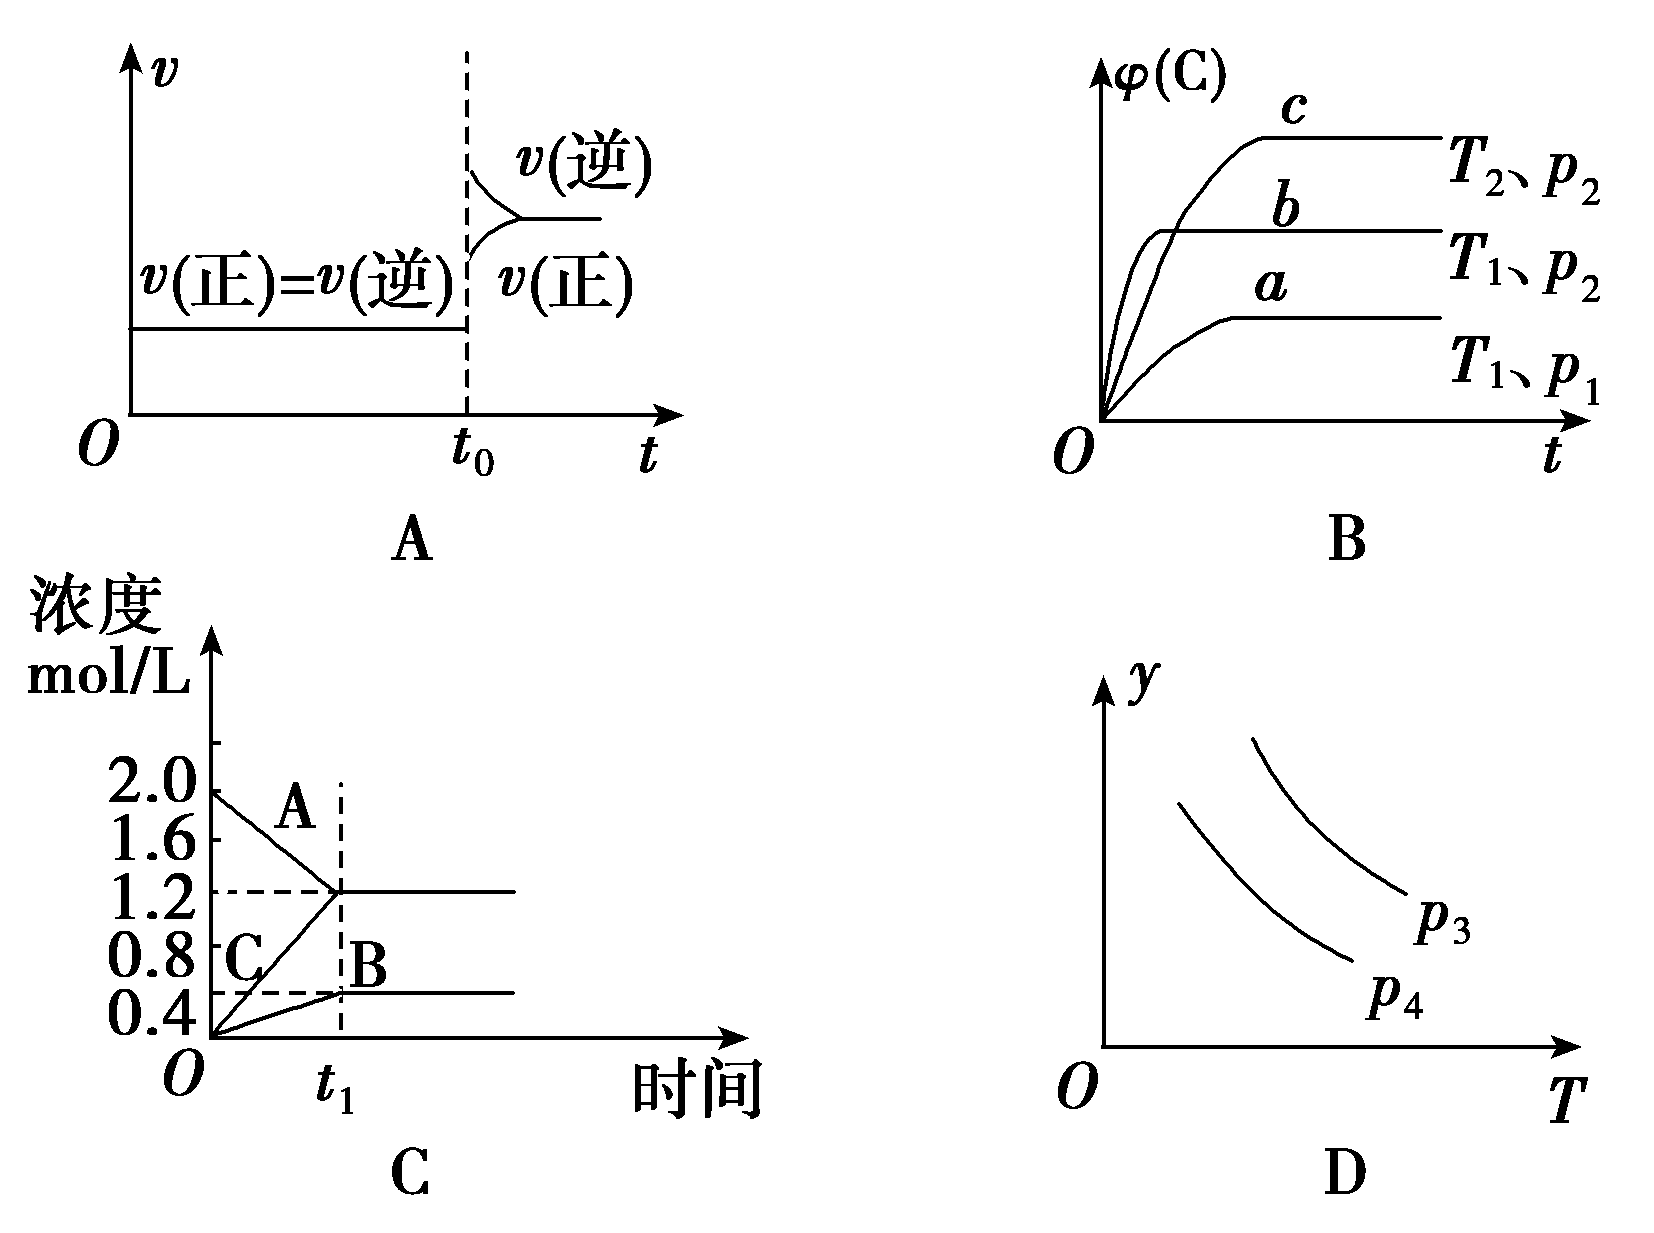 v
v(逆)
v(正)=v(逆)
v(正)
O
t₀
t
A
φ(C)
c
T₂、p₂
b
T₁、p₂
a
T₁、p₁
O
t
B
浓度
mol/L
2.0
A
1.6
1.2
0.8
C
B
0.4
O
t₁
时间
C
y
p₃
p₄
O
T
D